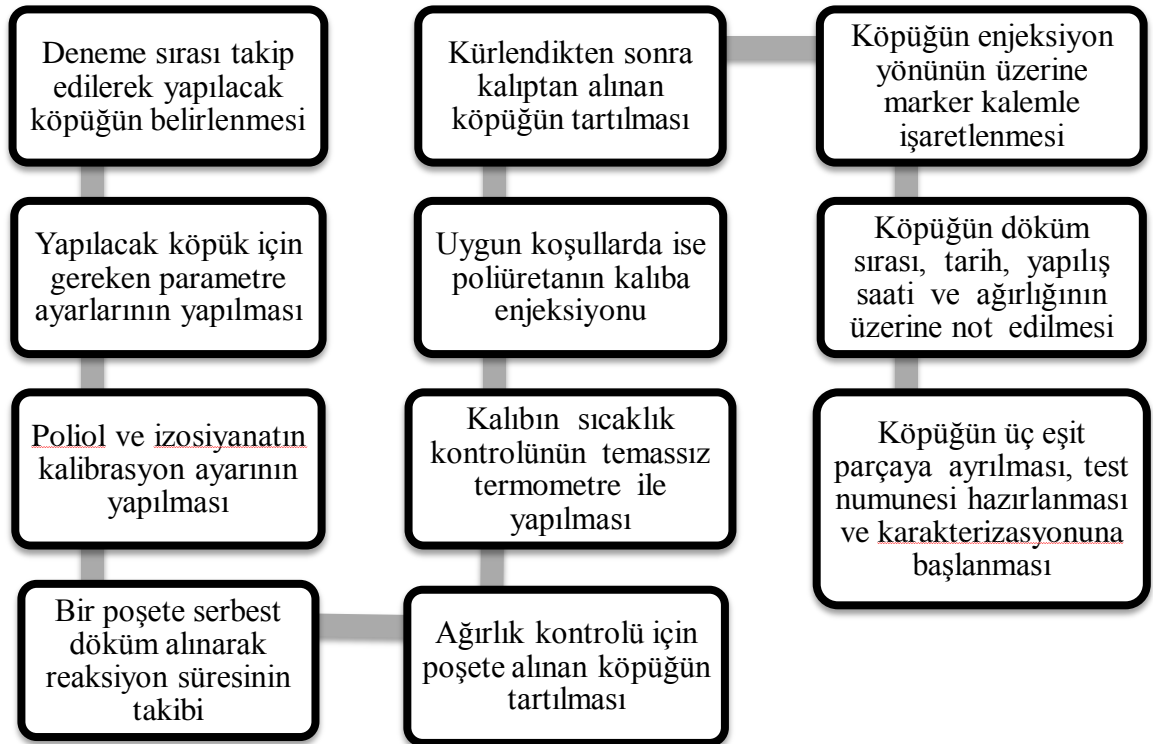 Deneme sırası takip
edilerek yapılacak
köpüğün belirlenmesi
Yapılacak köpük için
gereken parametre
ayarlarının yapılması
Poliol ve izosiyanatın
kalibrasyon ayarının
yapılması
Bir poşete serbest
döküm alınarak
reaksiyon süresinin
takibi
Ağırlık kontrolü için
poşete alınan köpüğün
tartılması
Kalıbın sıcaklık
kontrolünün temassız
termometre ile
yapılması
Uygun koşullarda ise
poliüretanın kalıba
enjeksiyonu
Kürlendikten sonra
kalıptan alınan
köpüğün tartılması
Köpüğün enjeksiyon
yönünün üzerine
marker kalemle
işaretlenmesi
Köpüğün döküm
sırası, tarih, yapılış
saati ve ağırlığının
üzerine not edilmesi
Köpüğün üç eşit
parçaya ayrılması, test
numunesi hazırlanması
ve karakterizasyonuna
başlanması